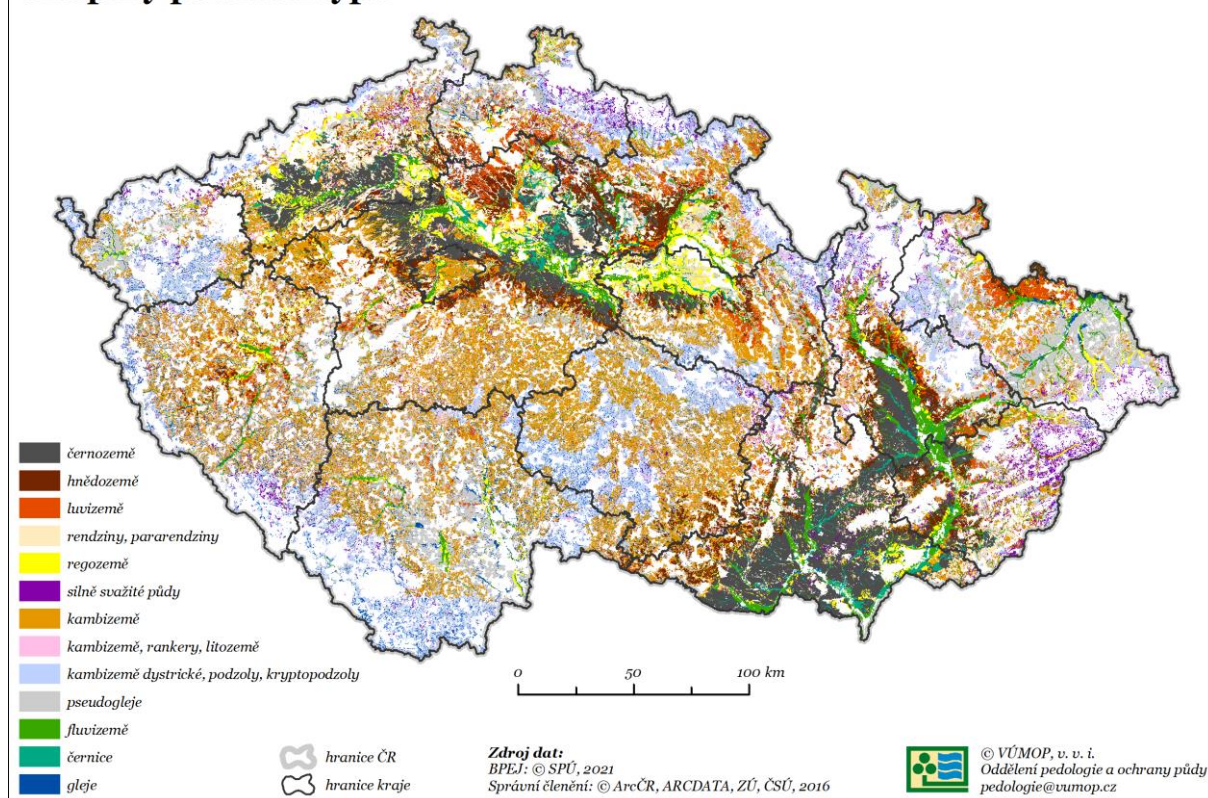 černozemě
hnědozemě
luvizemě
rendziny, pararendziny
regozemě
silně svažité půdy
kambizemě
kambizemě, rankery, litozemě
kambizemě dystrické, podzoly, kryptopodzoly
pseudogleje
fluvizemě
černice
gleje
0 50 100 km
hranice ČR
hranice kraje
Zdroj dat:
BPEJ: © SPÚ, 2021
Správní členění: © ArcČR, ARCDATA, ZÚ, ČSÚ, 2016
© VÚMOP, v. v. i.
Oddělení pedologie a ochrany půdy
pedologie@vumop.cz